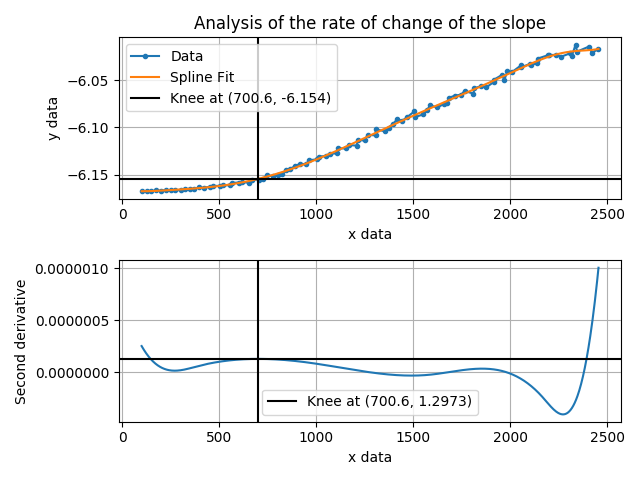 Analysis of the rate of change of the slope
Data
Spline Fit
Knee at (700.6, -6.154)
y data
−6.05
−6.10
−6.15
0 500 1000 1500 2000 2500
x data
Second derivative
0.0000010
0.0000005
0.0000000
Knee at (700.6, 1.2973)
0 500 1000 1500 2000 2500
x data